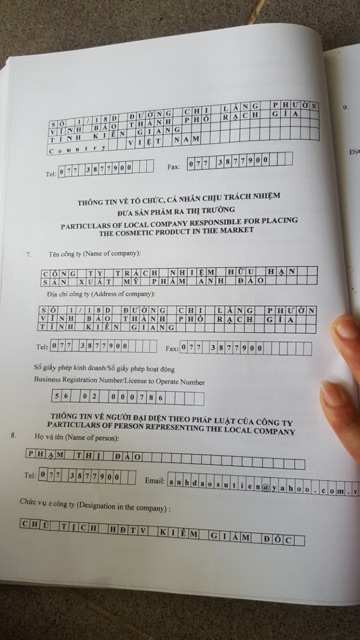 SỐ 1/18D ĐƯỜNG CHI LĂNG PHƯỜN
VĨNH BẢO THÀNH PHỐ RẠCH GIÁ
TỈNH KIÊN GIANG
Country VIỆT NAM
Tel: 077 3877900 Fax: 077 3877900
THÔNG TIN VỀ TỔ CHỨC, CÁ NHÂN CHỊU TRÁCH NHIỆM
ĐƯA SẢN PHẨM RA THỊ TRƯỜNG
PARTICULARS OF LOCAL COMPANY RESPONSIBLE FOR PLACING
THE COSMETIC PRODUCT IN THE MARKET
7. Tên công ty (Name of company):
CÔNG TY TRÁCH NHIỆM HỮU HẠN
SẢN XUẤT MỸ PHẨM ANH ĐÀO
Địa chỉ công ty (Address of company):
SỐ 1/18D ĐƯỜNG CHI LĂNG PHƯỜN
VĨNH BẢO THÀNH PHỐ RẠCH GIÁ
TỈNH KIÊN GIANG
Tel: 077 3877900 Fax: 077 3877900
Số giấy phép kinh doanh/Số giấy phép hoạt động
Business Registration Number/License to Operate Number
56 02 000786
THÔNG TIN VỀ NGƯỜI ĐẠI DIỆN THEO PHÁP LUẬT CỦA CÔNG TY
PARTICULARS OF PERSON REPRESENTING THE LOCAL COMPANY
8. Họ và tên (Name of person):
PHẠM THỊ ĐÀO
Tel: 077 3877900 Email: anhdaosutien@yahoo.com.v
Chức vụ ở công ty (Designation in the company) :
CHỦ TỊCH HĐTV KIÊM GIÁM ĐỐC
9.